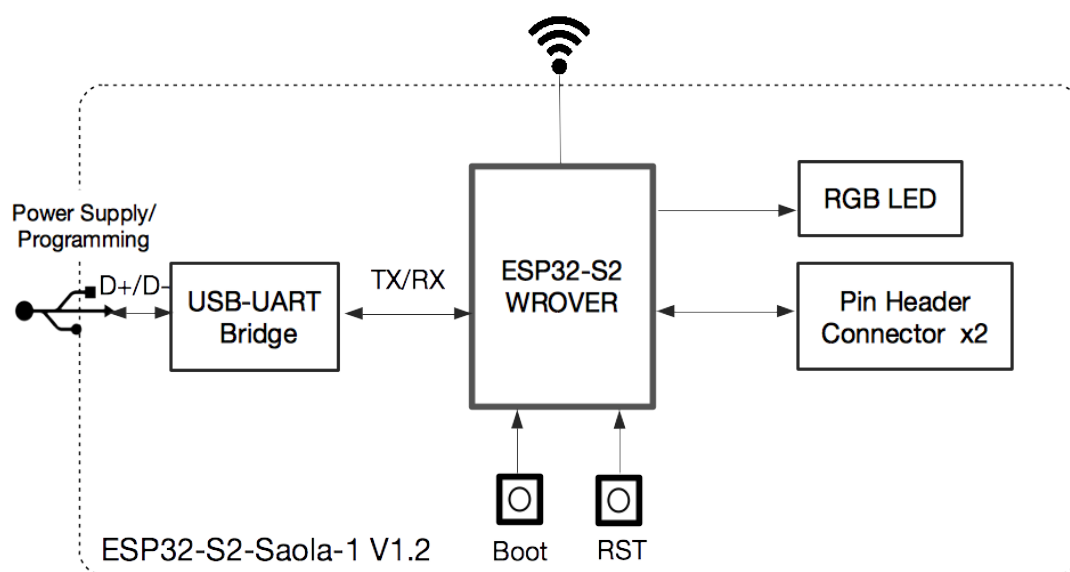 Power Supply/
Programming
D+/D-
USB-UART
Bridge
TX/RX
ESP32-S2
WROVER
RGB LED
Pin Header
Connector x2
Boot
RST
ESP32-S2-Saola-1 V1.2